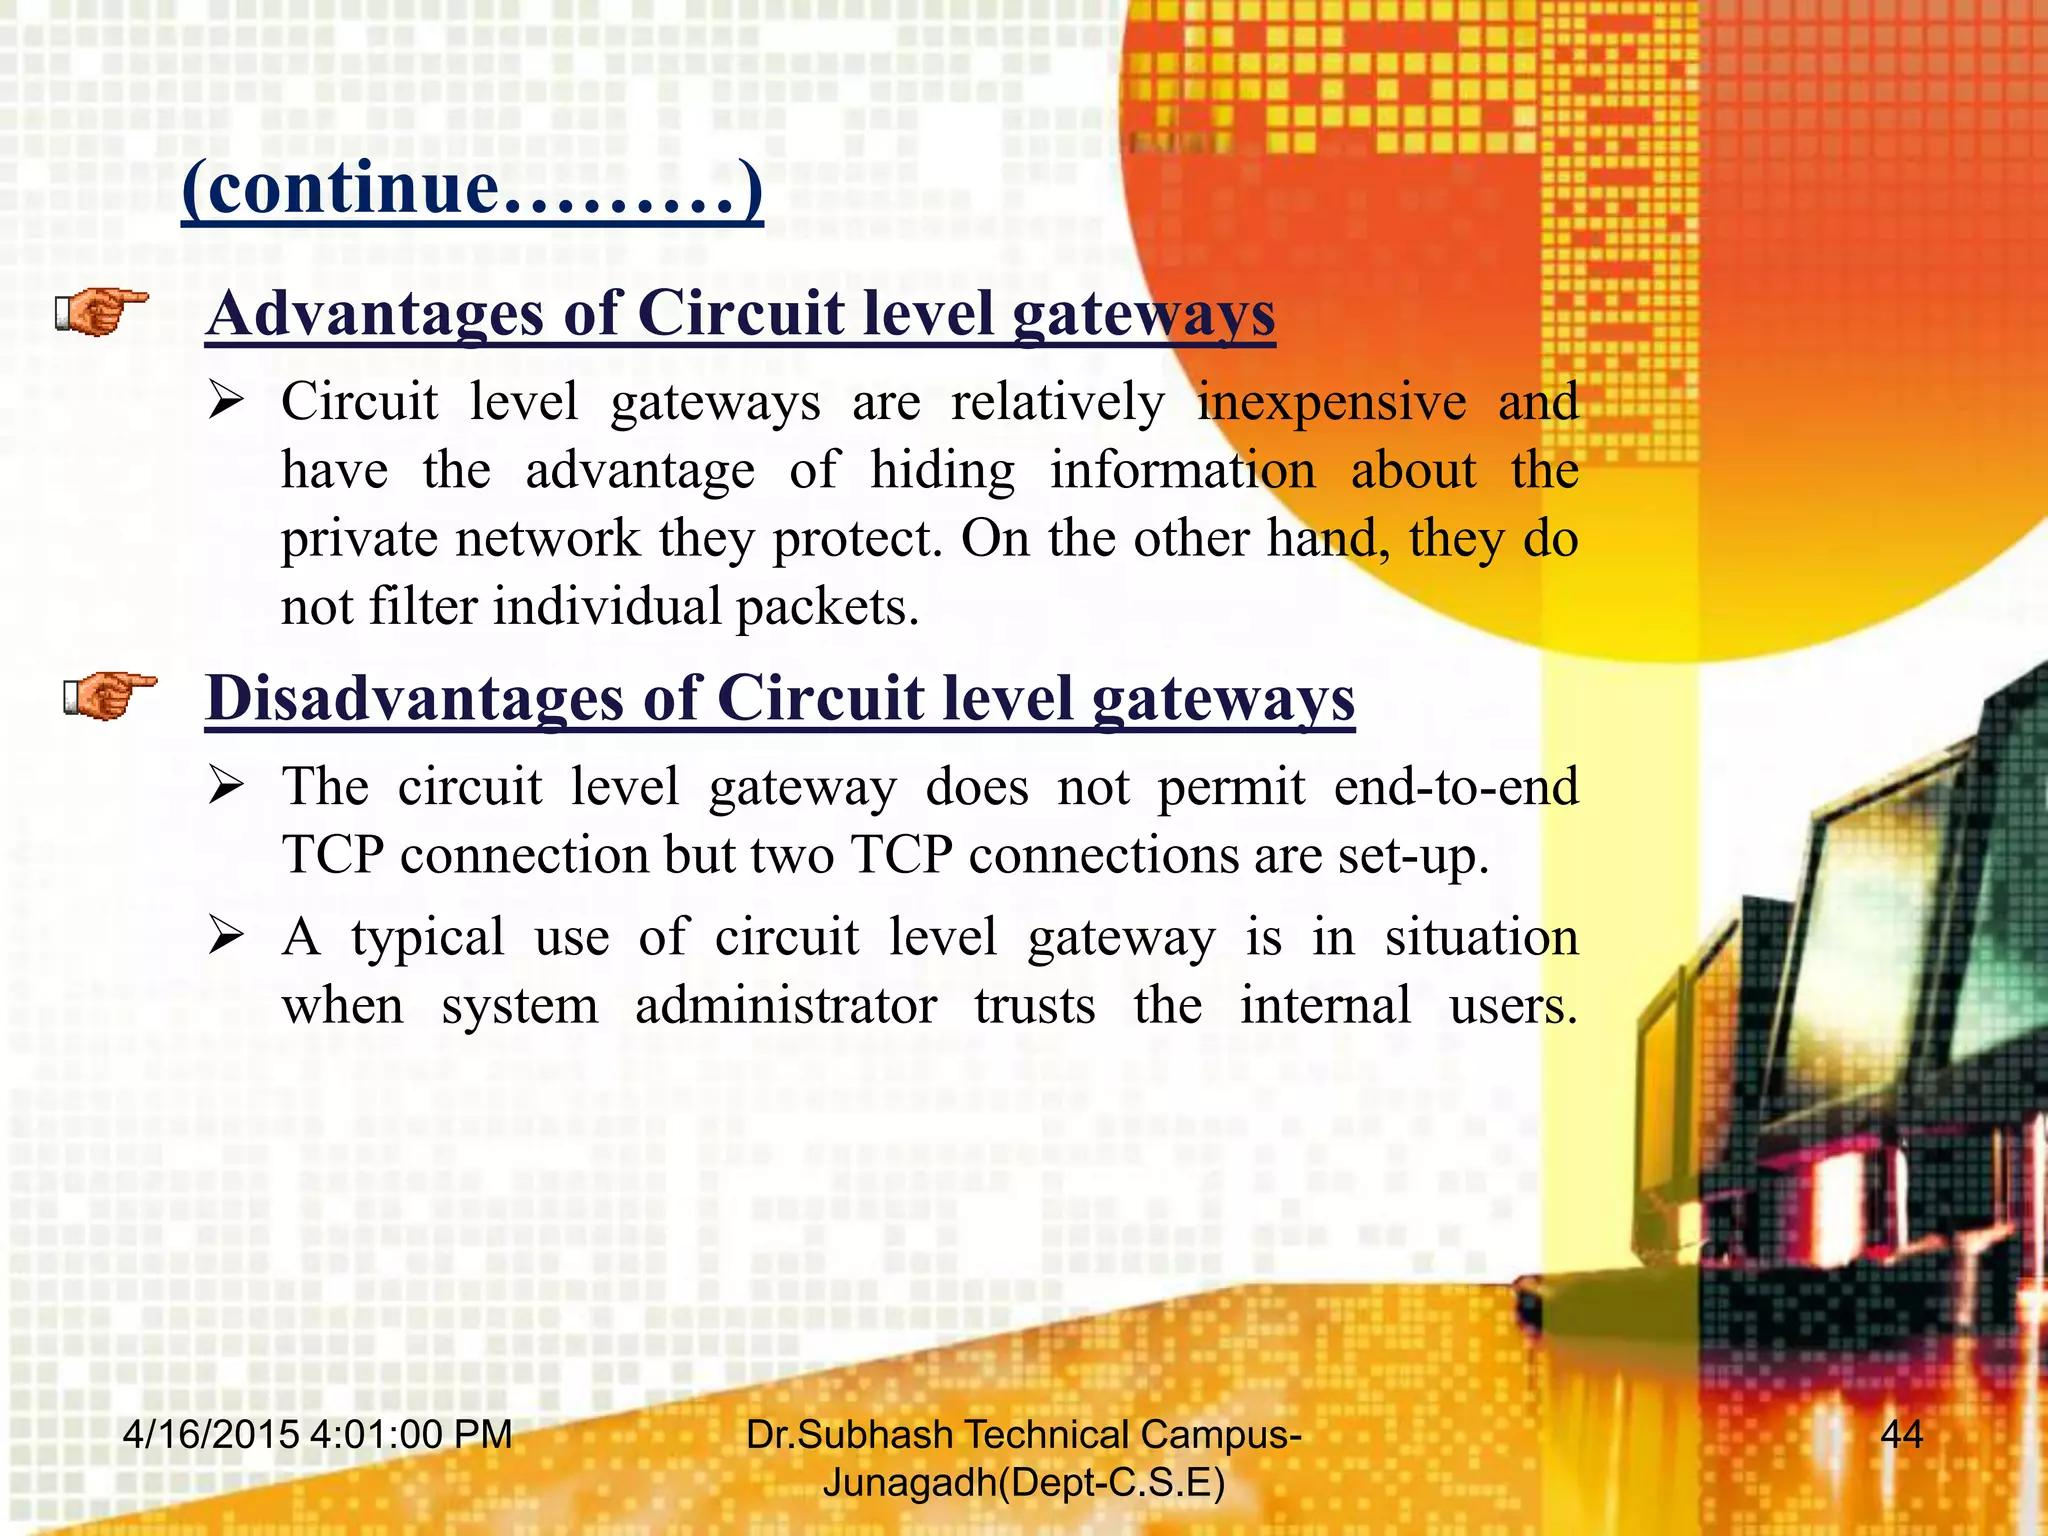 (continue………)
Advantages of Circuit level gateways
➢ Circuit level gateways are relatively inexpensive and
have the advantage of hiding information about the
private network they protect. On the other hand, they do
not filter individual packets.
Disadvantages of Circuit level gateways
➢ The circuit level gateway does not permit end-to-end
TCP connection but two TCP connections are set-up.
➢ A typical use of circuit level gateway is in situation
when system administrator trusts the internal users.
4/16/2015 4:01:00 PM
Dr.Subhash Technical Campus-
Junagadh(Dept-C.S.E)
44